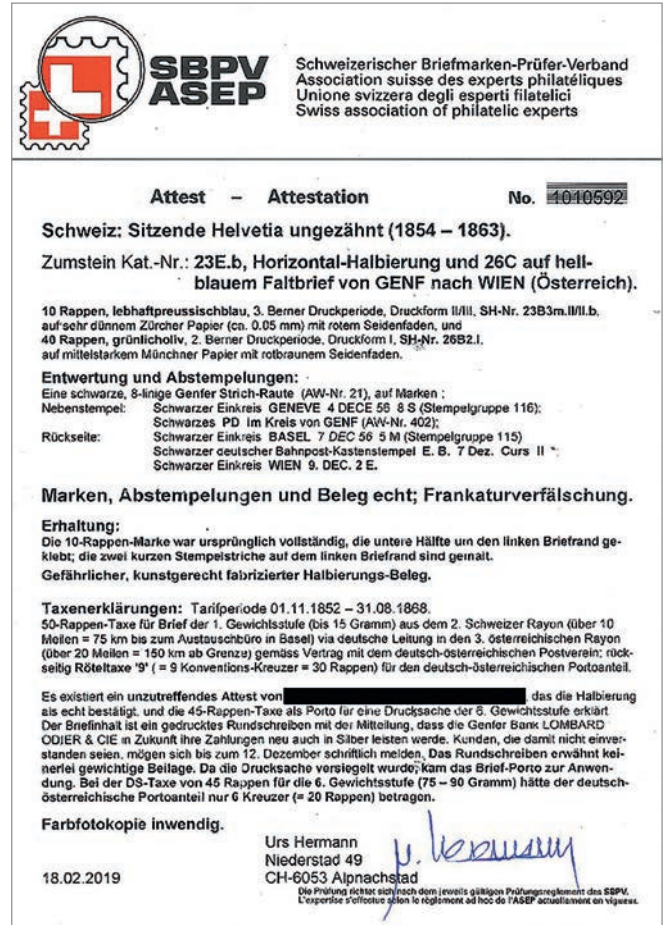 SBPV
ASEP
Schweizerischer Briefmarken-Prüfer-Verband
Association suisse des experts philatéliques
Unione svizzera degli esperti filatelici
Swiss association of philatelic experts
Attest – Attestation No. 1010592
Schweiz: Sitzende Helvetia ungezähnt (1854 – 1863).
Zumstein Kat.-Nr.: 23E.b, Horizontal-Halbierung und 26C auf hell-
blauem Faltbrief von GENF nach WIEN (Österreich).
10 Rappen, lebhaftpreussischblau, 3. Berner Druckperiode, Druckform II/III, SH-Nr. 23B3m.II/II.b,
auf sehr dünnem Zürcher Papier (ca. 0.05 mm) mit rotem Seidenfaden, und
40 Rappen, grünlicholiv, 2. Berner Druckperiode, Druckform I, SH-Nr. 26B2.I,
auf mittelstarkem Münchner Papier mit rotbraunem Seidenfaden.
Entwertung und Abstempelungen:
Eine schwarze, 8-linige Genfer Strich-Raute (AW-Nr. 21), auf Marken ;
Nebenstempel: Schwarzer Einkreis GENEVE 4 DECE 56 8 S (Stempelgruppe 116);
Schwarzes PD im Kreis von GENF (AW-Nr. 402);
Rückseite: Schwarzer Einkreis BASEL 7 DEC 56 5 M (Stempelgruppe 115)
Schwarzer deutscher Bahnpost-Kastenstempel E. B. 7 Dez. Curs II
Schwarzer Einkreis WIEN 9. DEC. 2 E.
Marken, Abstempelungen und Beleg echt; Frankaturverfälschung.
Erhaltung:
Die 10-Rappen-Marke war ursprünglich vollständig, die untere Hälfte um den linken Briefrand ge-
klebt; die zwei kurzen Stempelstriche auf dem linken Briefrand sind gemalt.
Gefährlicher, kunstgerecht fabrizierter Halbierungs-Beleg.
Taxenerklärungen: Tarifperiode 01.11.1852 – 31.08.1868.
50-Rappen-Taxe für Brief der 1. Gewichtsstufe (bis 15 Gramm) aus dem 2. Schweizer Rayon (über 10
Meilen = 75 km bis zum Austauschbüro in Basel) via deutsche Leitung in den 3. österreichischen Rayon
(über 20 Meilen = 150 km ab Grenze) gemäss Vertrag mit dem deutsch-österreichischen Postverein; rück-
seitig Röteltaxe '9' ( = 9 Konventions-Kreuzer = 30 Rappen) für den deutsch-österreichischen Portoanteil.
Es existiert ein unzutreffendes Attest von , das die Halbierung
als echt bestätigt, und die 45-Rappen-Taxe als Porto für eine Drucksache der 6. Gewichtsstufe erklärt
Der Briefinhalt ist ein gedrucktes Rundschreiben mit der Mitteilung, dass die Genfer Bank LOMBARD
ODIER & CIE in Zukunft ihre Zahlungen neu auch in Silber leisten werde. Kunden, die damit nicht einver-
standen seien, mögen sich bis zum 12. Dezember schriftlich melden. Das Rundschreiben erwähnt kei-
nerlei gewichtige Beilage. Da die Drucksache versiegelt wurde, kam das Brief-Porto zur Anwen-
dung. Bei der DS-Taxe von 45 Rappen für die 6. Gewichtsstufe (75 – 90 Gramm) hätte der deutsch-
österreichische Portoanteil nur 6 Kreuzer (= 20 Rappen) betragen.
Farbfotokopie inwendig.
Urs Hermann
Niederstad 49
18.02.2019 CH-6053 Alpnachstad
Die Prüfung richtet sich nach dem jeweils gültigen Prüfungsreglement des SBPV.
L'expertise s'effectue selon le règlement ad hoc de l'ASEP actuellement en vigueur.